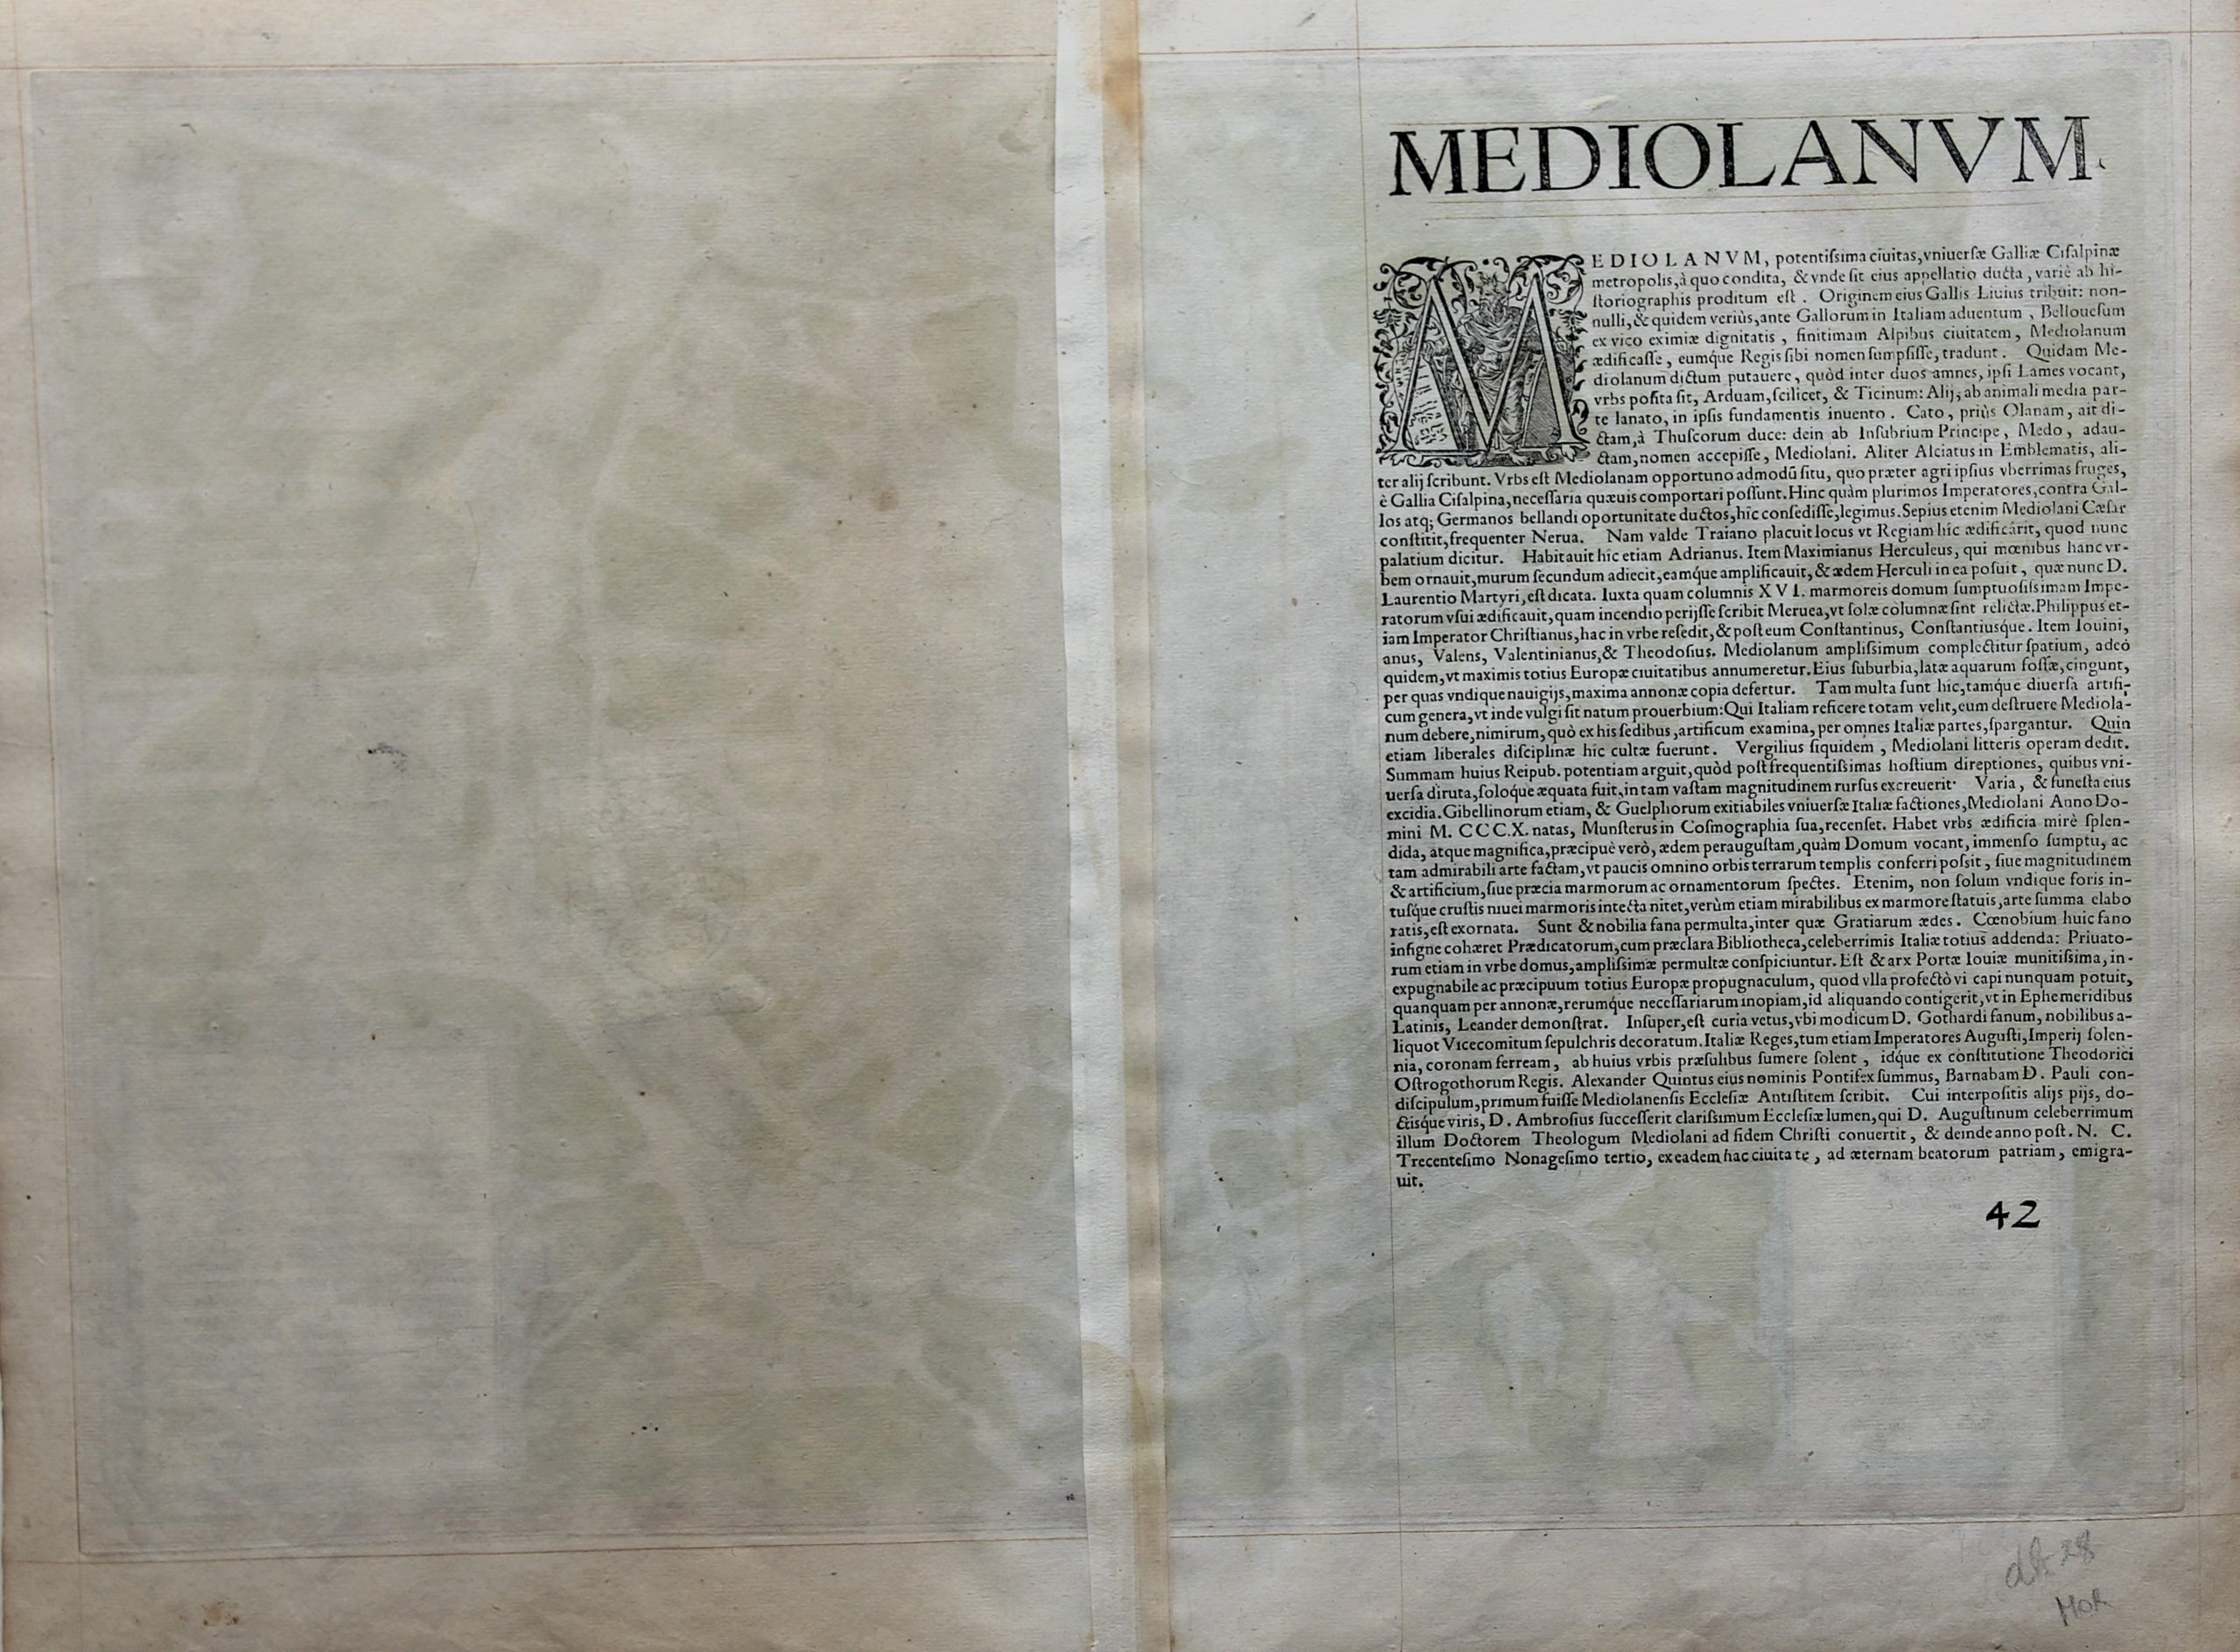 MEDIOLANVM.
MEDIOLANVM, potentiſsima ciuitas, vniuerſæ Galliæ Ciſalpinæ
metropolis, à quo condita, & vnde ſit eius appellatio ducta, variè ab hi-
ſtoriographis proditum eſt. Originem eius Gallis Liuius tribuit: non-
nulli, & quidem veriùs, ante Gallorum in Italiam aduentum, Belloueſum
ex vico eximiæ dignitatis, finitimam Alpibus ciuitatem, Mediolanum
ædificaſſe, eumq́ue Regis ſibi nomen ſumpſiſſe, tradunt. Quidam Me-
diolanum dictum putauere, quòd inter duos amnes, ipſi Lames vocant,
vrbs poſita ſit, Arduam, ſcilicet, & Ticinum: Alij, ab animali media par-
te lanato, in ipſis fundamentis inuento. Cato, priùs Olanam, ait di-
ctam, à Thuſcorum duce: dein ab Inſubrium Principe, Medo, adau-
ctam, nomen accepiſſe, Mediolani. Aliter Alciatus in Emblematis, ali-
ter alij ſcribunt. Vrbs eſt Mediolanam opportuno admodū ſitu, quo præter agri ipſius vberrimas fruges,
è Gallia Ciſalpina, neceſſaria quæuis comportari poſſunt. Hinc quàm plurimos Imperatores, contra Gal-
los atq; Germanos bellandi oportunitate ductos, hîc conſediſſe, legimus. Sepius etenim Mediolani Cæſar
conſtitit, frequenter Nerua. Nam valde Traiano placuit locus vt Regiam hîc ædificârit, quod nunc
palatium dicitur. Habitauit hîc etiam Adrianus. Item Maximianus Herculeus, qui mœnibus hanc vr-
bem ornauit, murum ſecundum adiecit, eamq́ue amplificauit, & ædem Herculi in ea poſuit, quæ nunc D.
Laurentio Martyri, eſt dicata. Iuxta quam columnis XVI. marmoreis domum ſumptuoſiſsimam Impe-
ratorum vſui ædificauit, quam incendio perijſſe ſcribit Meruea, vt ſolæ columnæ ſint relictæ. Philippus et-
iam Imperator Chriſtianus, hac in vrbe reſedit, & poſt eum Conſtantinus, Conſtantiusq́ue. Item Iouini,
anus, Valens, Valentinianus, & Theodoſius. Mediolanum ampliſsimum complectitur ſpatium, adeò
quidem, vt maximis totius Europæ ciuitatibus annumeretur. Eius ſuburbia, latæ aquarum foſſæ, cingunt,
per quas vndique nauigijs, maxima annonæ copia defertur. Tam multa ſunt hîc, tamq́ue diuerſa artifi-
cum genera, vt inde vulgi ſit natum prouerbium: Qui Italiam reficere totam velit, eum deſtruere Mediola-
num debere, nimirum, quò ex his ſedibus, artificum examina, per omnes Italiæ partes, ſpargantur. Quin
etiam liberales diſciplinæ hîc cultæ fuerunt. Vergilius ſiquidem, Mediolani litteris operam dedit.
Summam huius Reipub. potentiam arguit, quòd poſt frequentiſsimas hoſtium direptiones, quibus vni-
uerſa diruta, ſoloq́ue æquata fuit, in tam vaſtam magnitudinem rurſus excreuerit· Varia, & funeſta eius
excidia. Gibellinorum etiam, & Guelphorum exitiabiles vniuerſæ Italiæ factiones, Mediolani Anno Do-
mini M. CCC.X. natas, Munſterus in Coſmographia ſua, recenſet. Habet vrbs ædificia mirè ſplen-
dida, atque magnifica, præcipuè verò, ædem peraugustam, quàm Domum vocant, immenſo ſumptu, ac
tam admirabili arte factam, vt paucis omnino orbis terrarum templis conferri poſsit, ſiue magnitudinem
& artificium, ſiue præcia marmorum ac ornamentorum ſpectes. Etenim, non ſolum vndique foris in-
tuſq́ue cruſtis niuei marmoris intecta nitet, verùm etiam mirabilibus ex marmore ſtatuis, arte ſumma elabo
ratis, eſt exornata. Sunt & nobilia fana permulta, inter quæ Gratiarum ædes. Cœnobium huic fano
inſigne cohæret Prædicatorum, cum præclara Bibliotheca, celeberrimis Italiæ totius addenda: Priuato-
rum etiam in vrbe domus, ampliſsimæ permultæ conſpiciuntur. Eſt & arx Portæ Iouiæ munitiſsima, in-
expugnabile ac præcipuum totius Europæ propugnaculum, quod vlla profectò vi capi nunquam potuit,
quanquam per annonæ, rerumq́ue neceſſariarum inopiam, id aliquando contigerit, vt in Ephemeridibus
Latinis, Leander demonſtrat. Inſuper, eſt curia vetus, vbi modicum D. Gothardi fanum, nobilibus a-
liquot Vicecomitum ſepulchris decoratum. Italiæ Reges, tum etiam Imperatores Auguſti, Imperij ſolen-
nia, coronam ferream, ab huius vrbis præſulibus ſumere ſolent, idq́ue ex conſtitutione Theodorici
Oſtrogothorum Regis. Alexander Quintus eius nominis Pontifex ſummus, Barnabam D. Pauli con-
diſcipulum, primum fuiſſe Mediolanenſis Eccleſiæ Antiſtitem ſcribit. Cui interpoſitis alijs pijs, do-
ctiſq́ue viris, D. Ambroſius ſucceſſerit clariſsimum Eccleſiæ lumen, qui D. Auguſtinum celeberrimum
illum Doctorem Theologum Mediolani ad fidem Chriſti conuertit, & deinde anno poſt. N. C.
Trecenteſimo Nonageſimo tertio, ex eadem hac ciuitate, ad æternam beatorum patriam, emigra-
uit.
42
MOR